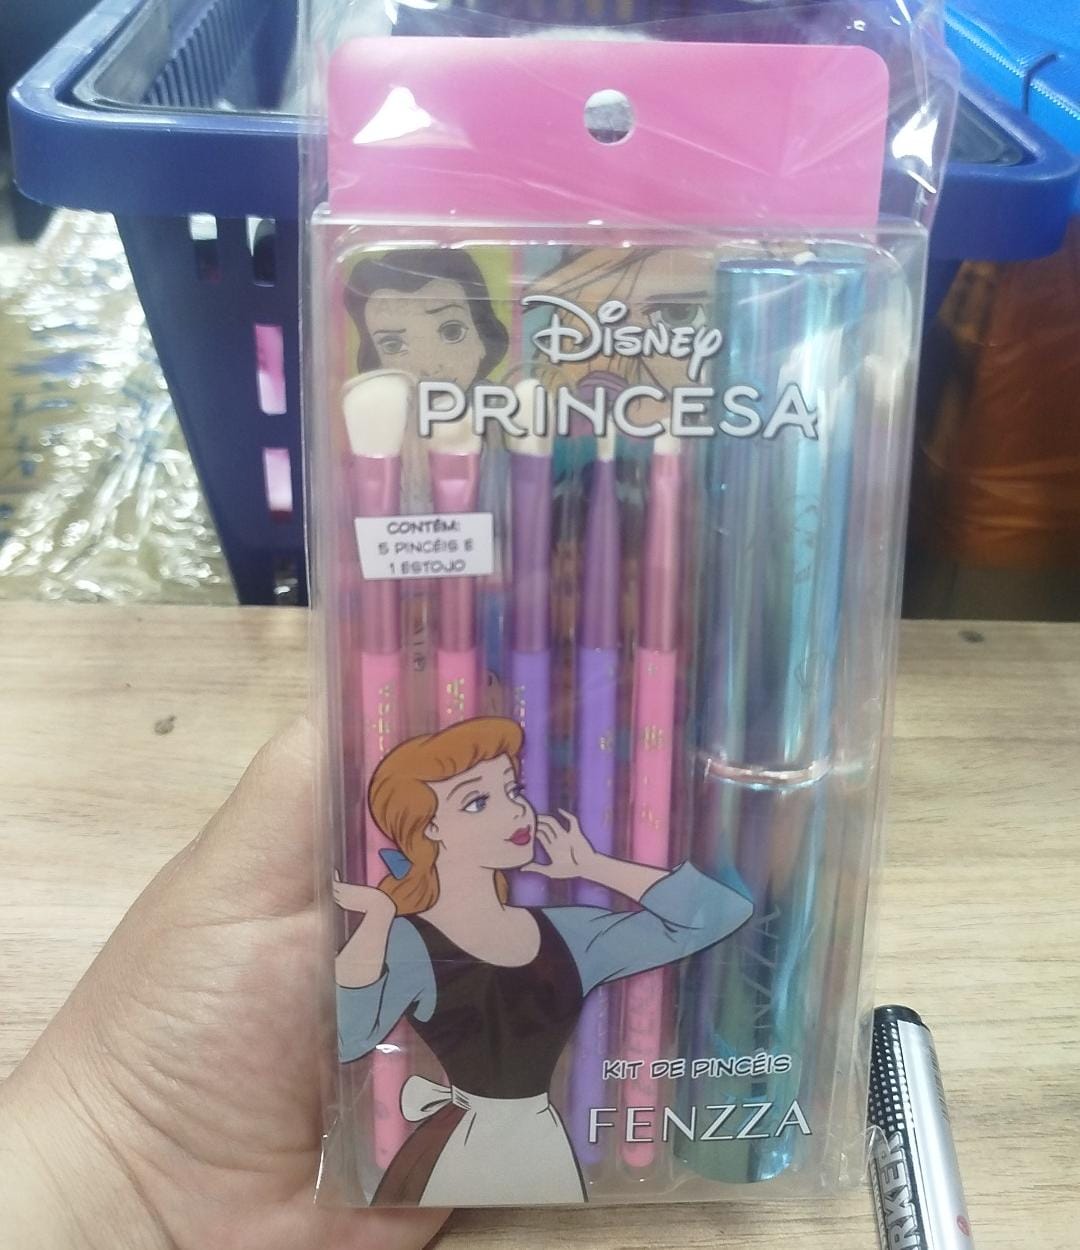 DISNEY
PRINCESA
CONTÉM:
5 PINCÉIS E
1 ESTOJO
KIT DE PINCÉIS
FENZZA